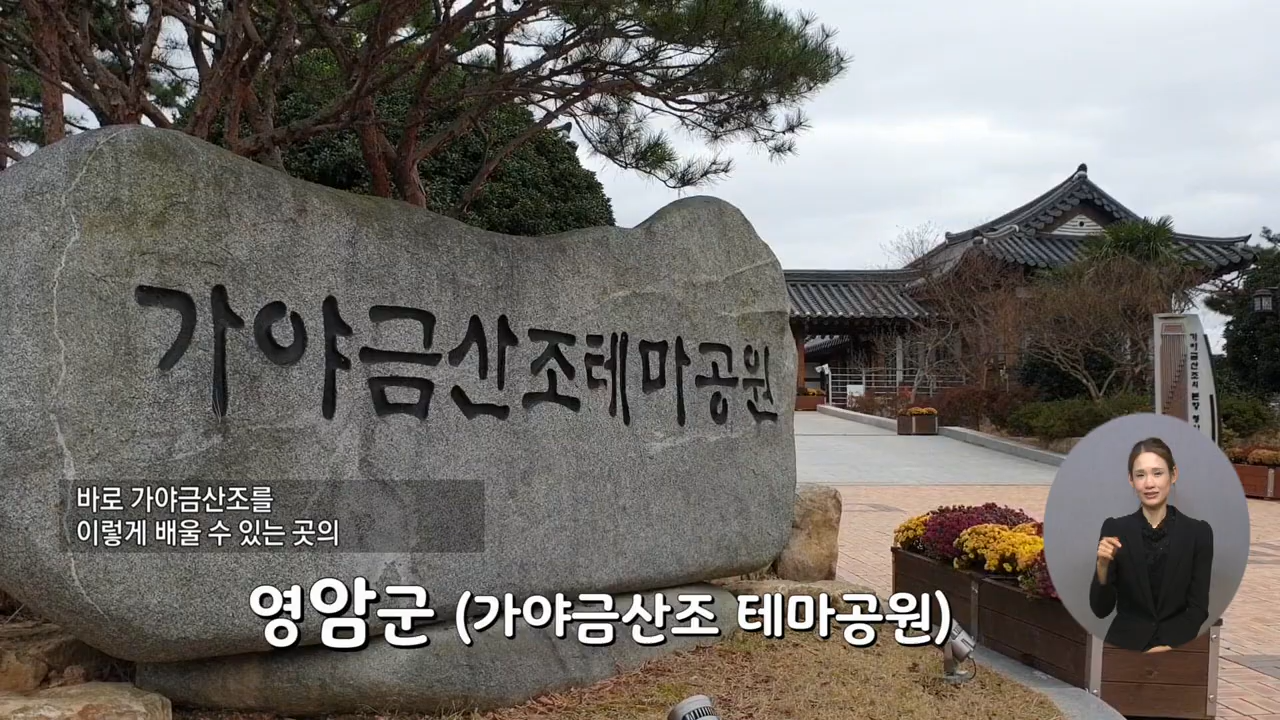 가야금산조테마공원
바로 가야금산조를
이렇게 배울 수 있는 곳의
영암군 (가야금산조 테마공원)